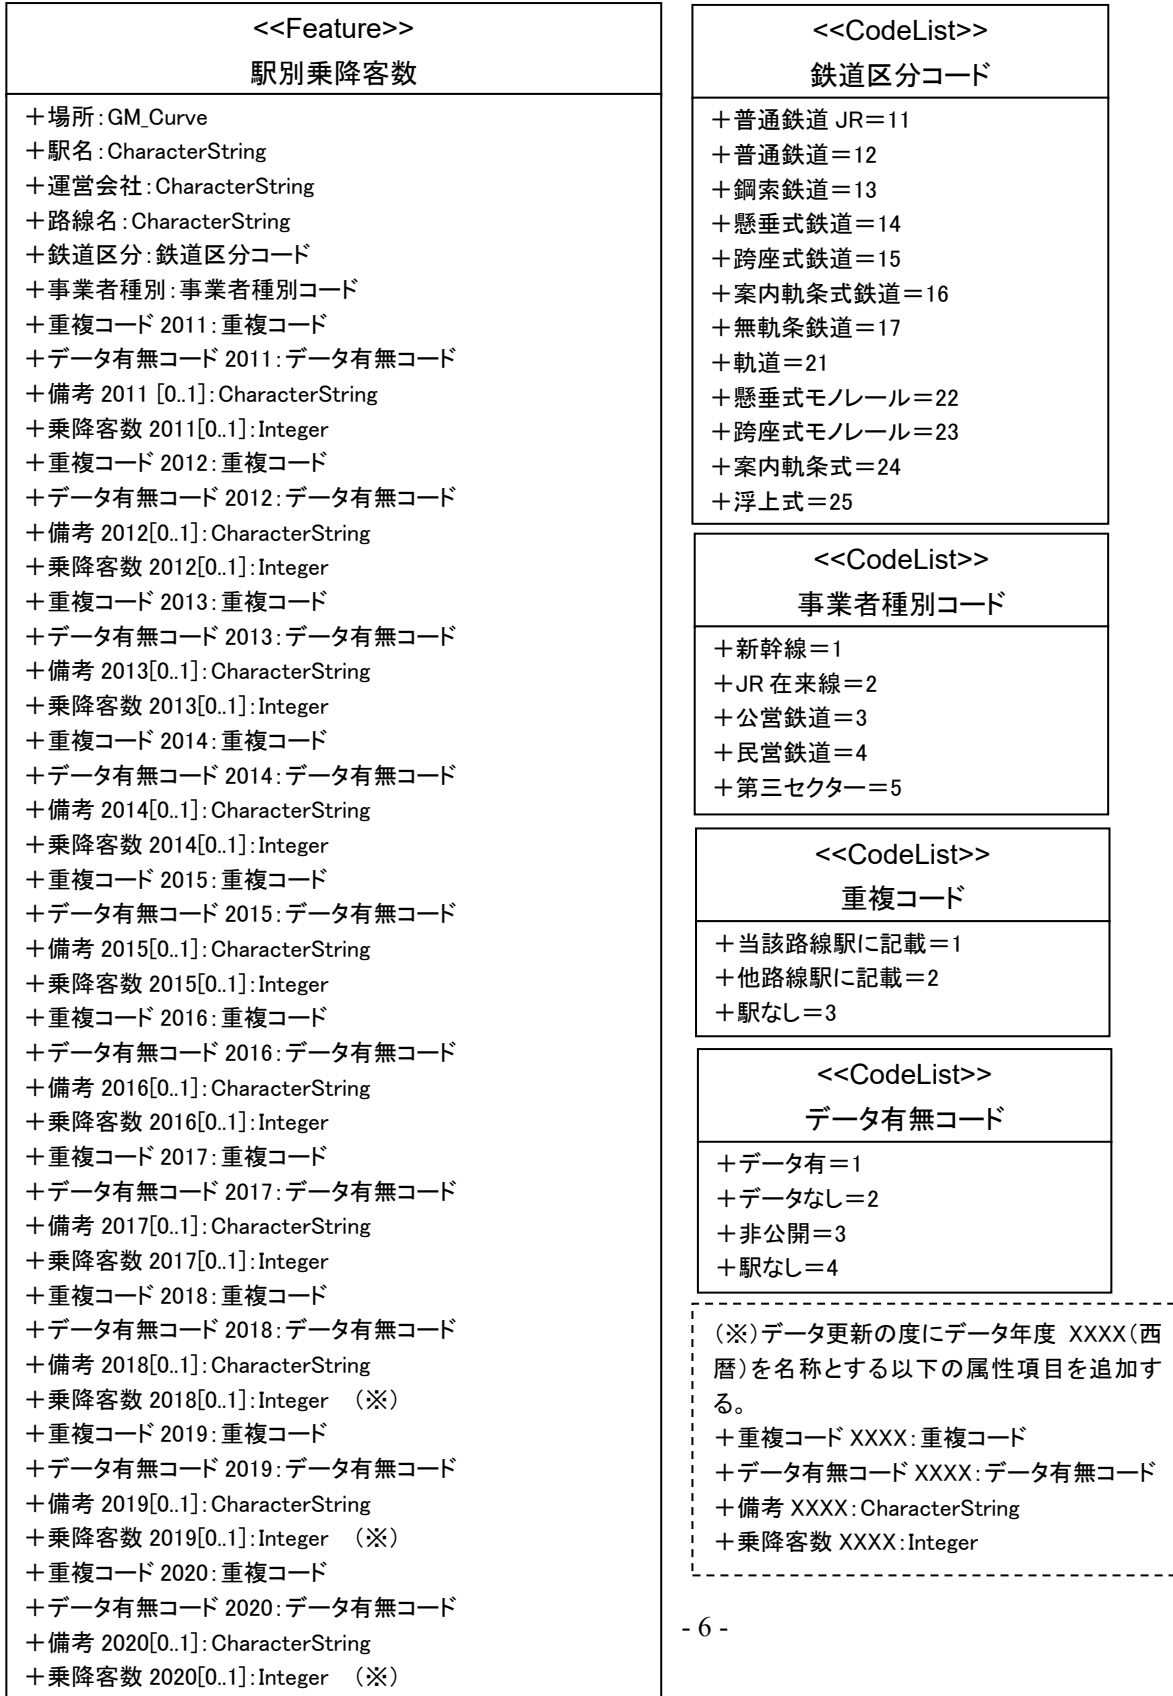 <<Feature>>
駅別乗降客数
＋場所：GM_Curve
＋駅名：CharacterString
＋運営会社：CharacterString
＋路線名：CharacterString
＋鉄道区分：鉄道区分コード
＋事業者種別：事業者種別コード
＋重複コード 2011：重複コード
＋データ有無コード 2011：データ有無コード
＋備考 2011 [0..1]：CharacterString
＋乗降客数 2011[0..1]：Integer
＋重複コード 2012：重複コード
＋データ有無コード 2012：データ有無コード
＋備考 2012[0..1]：CharacterString
＋乗降客数 2012[0..1]：Integer
＋重複コード 2013：重複コード
＋データ有無コード 2013：データ有無コード
＋備考 2013[0..1]：CharacterString
＋乗降客数 2013[0..1]：Integer
＋重複コード 2014：重複コード
＋データ有無コード 2014：データ有無コード
＋備考 2014[0..1]：CharacterString
＋乗降客数 2014[0..1]：Integer
＋重複コード 2015：重複コード
＋データ有無コード 2015：データ有無コード
＋備考 2015[0..1]：CharacterString
＋乗降客数 2015[0..1]：Integer
＋重複コード 2016：重複コード
＋データ有無コード 2016：データ有無コード
＋備考 2016[0..1]：CharacterString
＋乗降客数 2016[0..1]：Integer
＋重複コード 2017：重複コード
＋データ有無コード 2017：データ有無コード
＋備考 2017[0..1]：CharacterString
＋乗降客数 2017[0..1]：Integer
＋重複コード 2018：重複コード
＋データ有無コード 2018：データ有無コード
＋備考 2018[0..1]：CharacterString
＋乗降客数 2018[0..1]：Integer （※）
＋重複コード 2019：重複コード
＋データ有無コード 2019：データ有無コード
＋備考 2019[0..1]：CharacterString
＋乗降客数 2019[0..1]：Integer （※）
＋重複コード 2020：重複コード
＋データ有無コード 2020：データ有無コード
＋備考 2020[0..1]：CharacterString
＋乗降客数 2020[0..1]：Integer （※）
<<CodeList>>
鉄道区分コード
＋普通鉄道 JR＝11
＋普通鉄道＝12
＋鋼索鉄道＝13
＋懸垂式鉄道＝14
＋跨座式鉄道＝15
＋案内軌条式鉄道＝16
＋無軌条鉄道＝17
＋軌道＝21
＋懸垂式モノレール＝22
＋跨座式モノレール＝23
＋案内軌条式＝24
＋浮上式＝25
<<CodeList>>
事業者種別コード
＋新幹線＝1
＋JR 在来線＝2
＋公営鉄道＝3
＋民営鉄道＝4
＋第三セクター＝5
<<CodeList>>
重複コード
＋当該路線駅に記載＝1
＋他路線駅に記載＝2
＋駅なし＝3
<<CodeList>>
データ有無コード
＋データ有＝1
＋データなし＝2
＋非公開＝3
＋駅なし＝4
（※）データ更新の度にデータ年度 XXXX（西
暦）を名称とする以下の属性項目を追加す
る。
＋重複コード XXXX：重複コード
＋データ有無コード XXXX：データ有無コード
＋備考 XXXX：CharacterString
＋乗降客数 XXXX：Integer
- 6 -